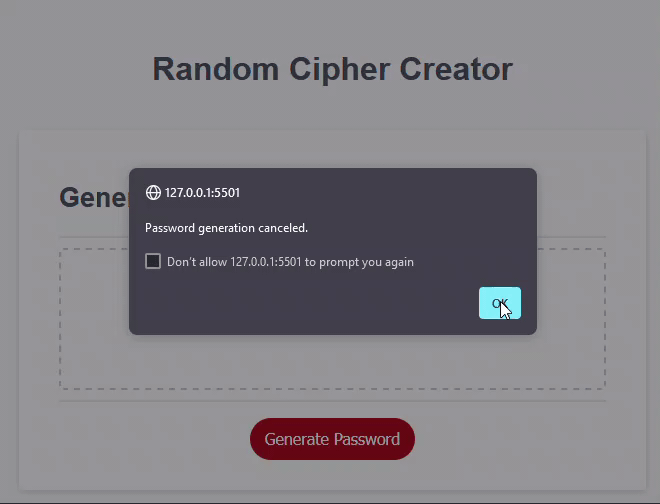 Random Cipher Creator
Gener
127.0.0.1:5501
Password generation canceled.
Don't allow 127.0.0.1:5501 to prompt you again
OK
Generate Password